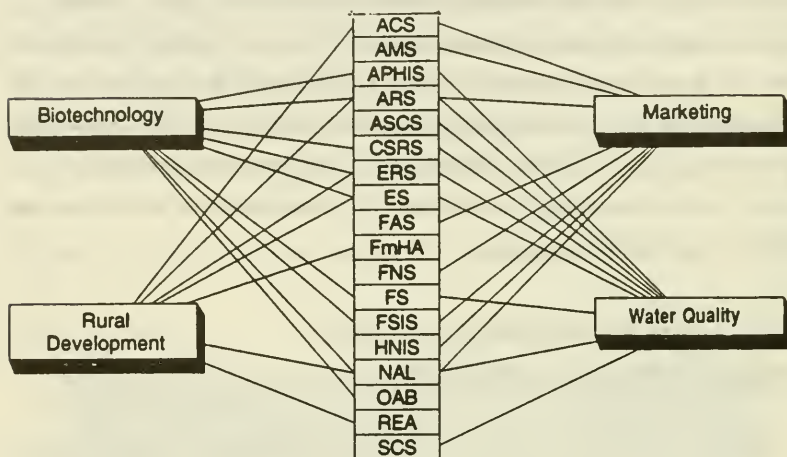 ACS
AMS
APHIS
ARS
ASCS
CSRS
ERS
ES
FAS
FmHA
FNS
FS
FSIS
HNIS
NAL
OAB
REA
SCS
Biotechnology
Rural
Development
Marketing
Water Quality